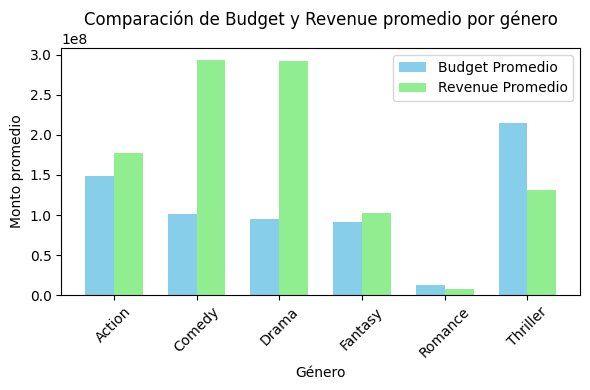 Comparación de Budget y Revenue promedio por género
1e8
3.0
2.5
2.0
1.5
1.0
0.5
0.0
Monto promedio
Budget Promedio
Revenue Promedio
Action
Comedy
Drama
Fantasy
Romance
Thriller
Género